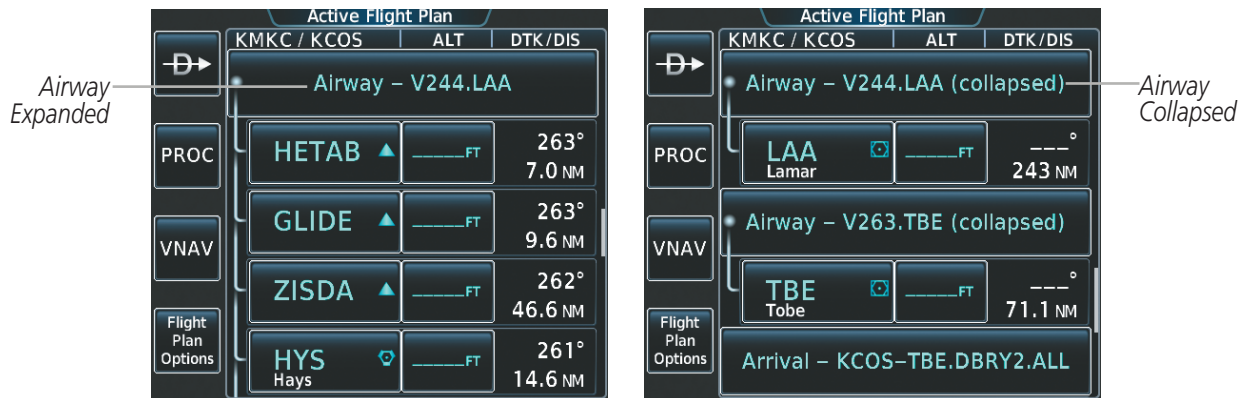 Active Flight Plan
KMKC / KCOS ALT DTK/DIS
Airway – V244.LAA
Airway
Expanded
PROC
HETAB _____FT 263°
7.0 NM
GLIDE _____FT 263°
9.6 NM
VNAV
ZISDA _____FT 262°
46.6 NM
Flight
Plan
Options
HYS _____FT 261°
Hays 14.6 NM
Active Flight Plan
KMKC / KCOS ALT DTK/DIS
Airway – V244.LAA (collapsed)
Airway
Collapsed
PROC
LAA _____FT ___°
Lamar 243 NM
Airway – V263.TBE (collapsed)
VNAV
TBE _____FT ___°
Tobe 71.1 NM
Flight
Plan
Options
Arrival – KCOS–TBE.DBRY2.ALL